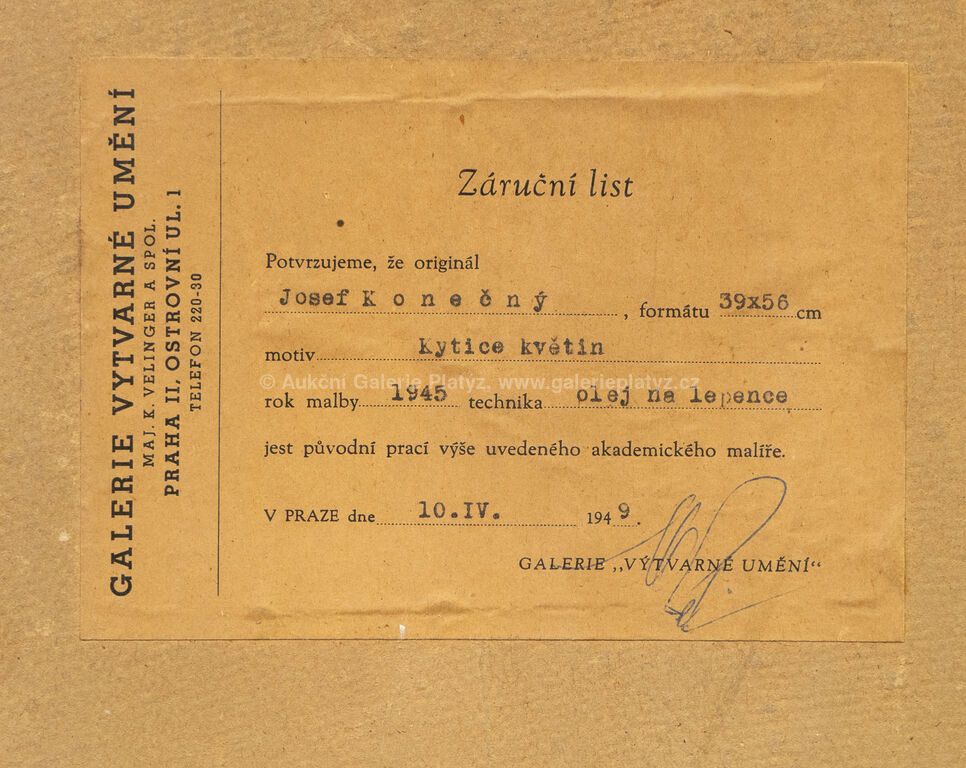 GALERIE VYTVARNÉ UMĚNÍ
MAJ. K. VELINGER A SPOL.
PRAHA II, OSTROVNÍ UL. 1
TELEFON 220-30
Záruční list
Potvrzujeme, že originál
Josef Konečný, formátu 39x56 cm
motiv Kytice květin
© Aukcní Galerie Platýz, www.galerieplatyz.cz
rok malby 1945 technika olej na lepence
jest původní prací výše uvedeného akademického malíře.
V PRAZE dne 10.IV. 1949.
GALERIE „VÝTVARNÉ UMĚNÍ“